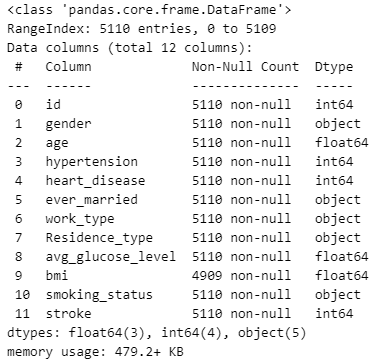 <class 'pandas.core.frame.DataFrame'>
RangeIndex: 5110 entries, 0 to 5109
Data columns (total 12 columns):
 #   Column             Non-Null Count  Dtype
---  ------             --------------  -----
 0   id                 5110 non-null   int64
 1   gender             5110 non-null   object
 2   age                5110 non-null   float64
 3   hypertension       5110 non-null   int64
 4   heart_disease      5110 non-null   int64
 5   ever_married       5110 non-null   object
 6   work_type          5110 non-null   object
 7   Residence_type     5110 non-null   object
 8   avg_glucose_level  5110 non-null   float64
 9   bmi                4909 non-null   float64
 10  smoking_status     5110 non-null   object
 11  stroke             5110 non-null   int64
dtypes: float64(3), int64(4), object(5)
memory usage: 479.2+ KB